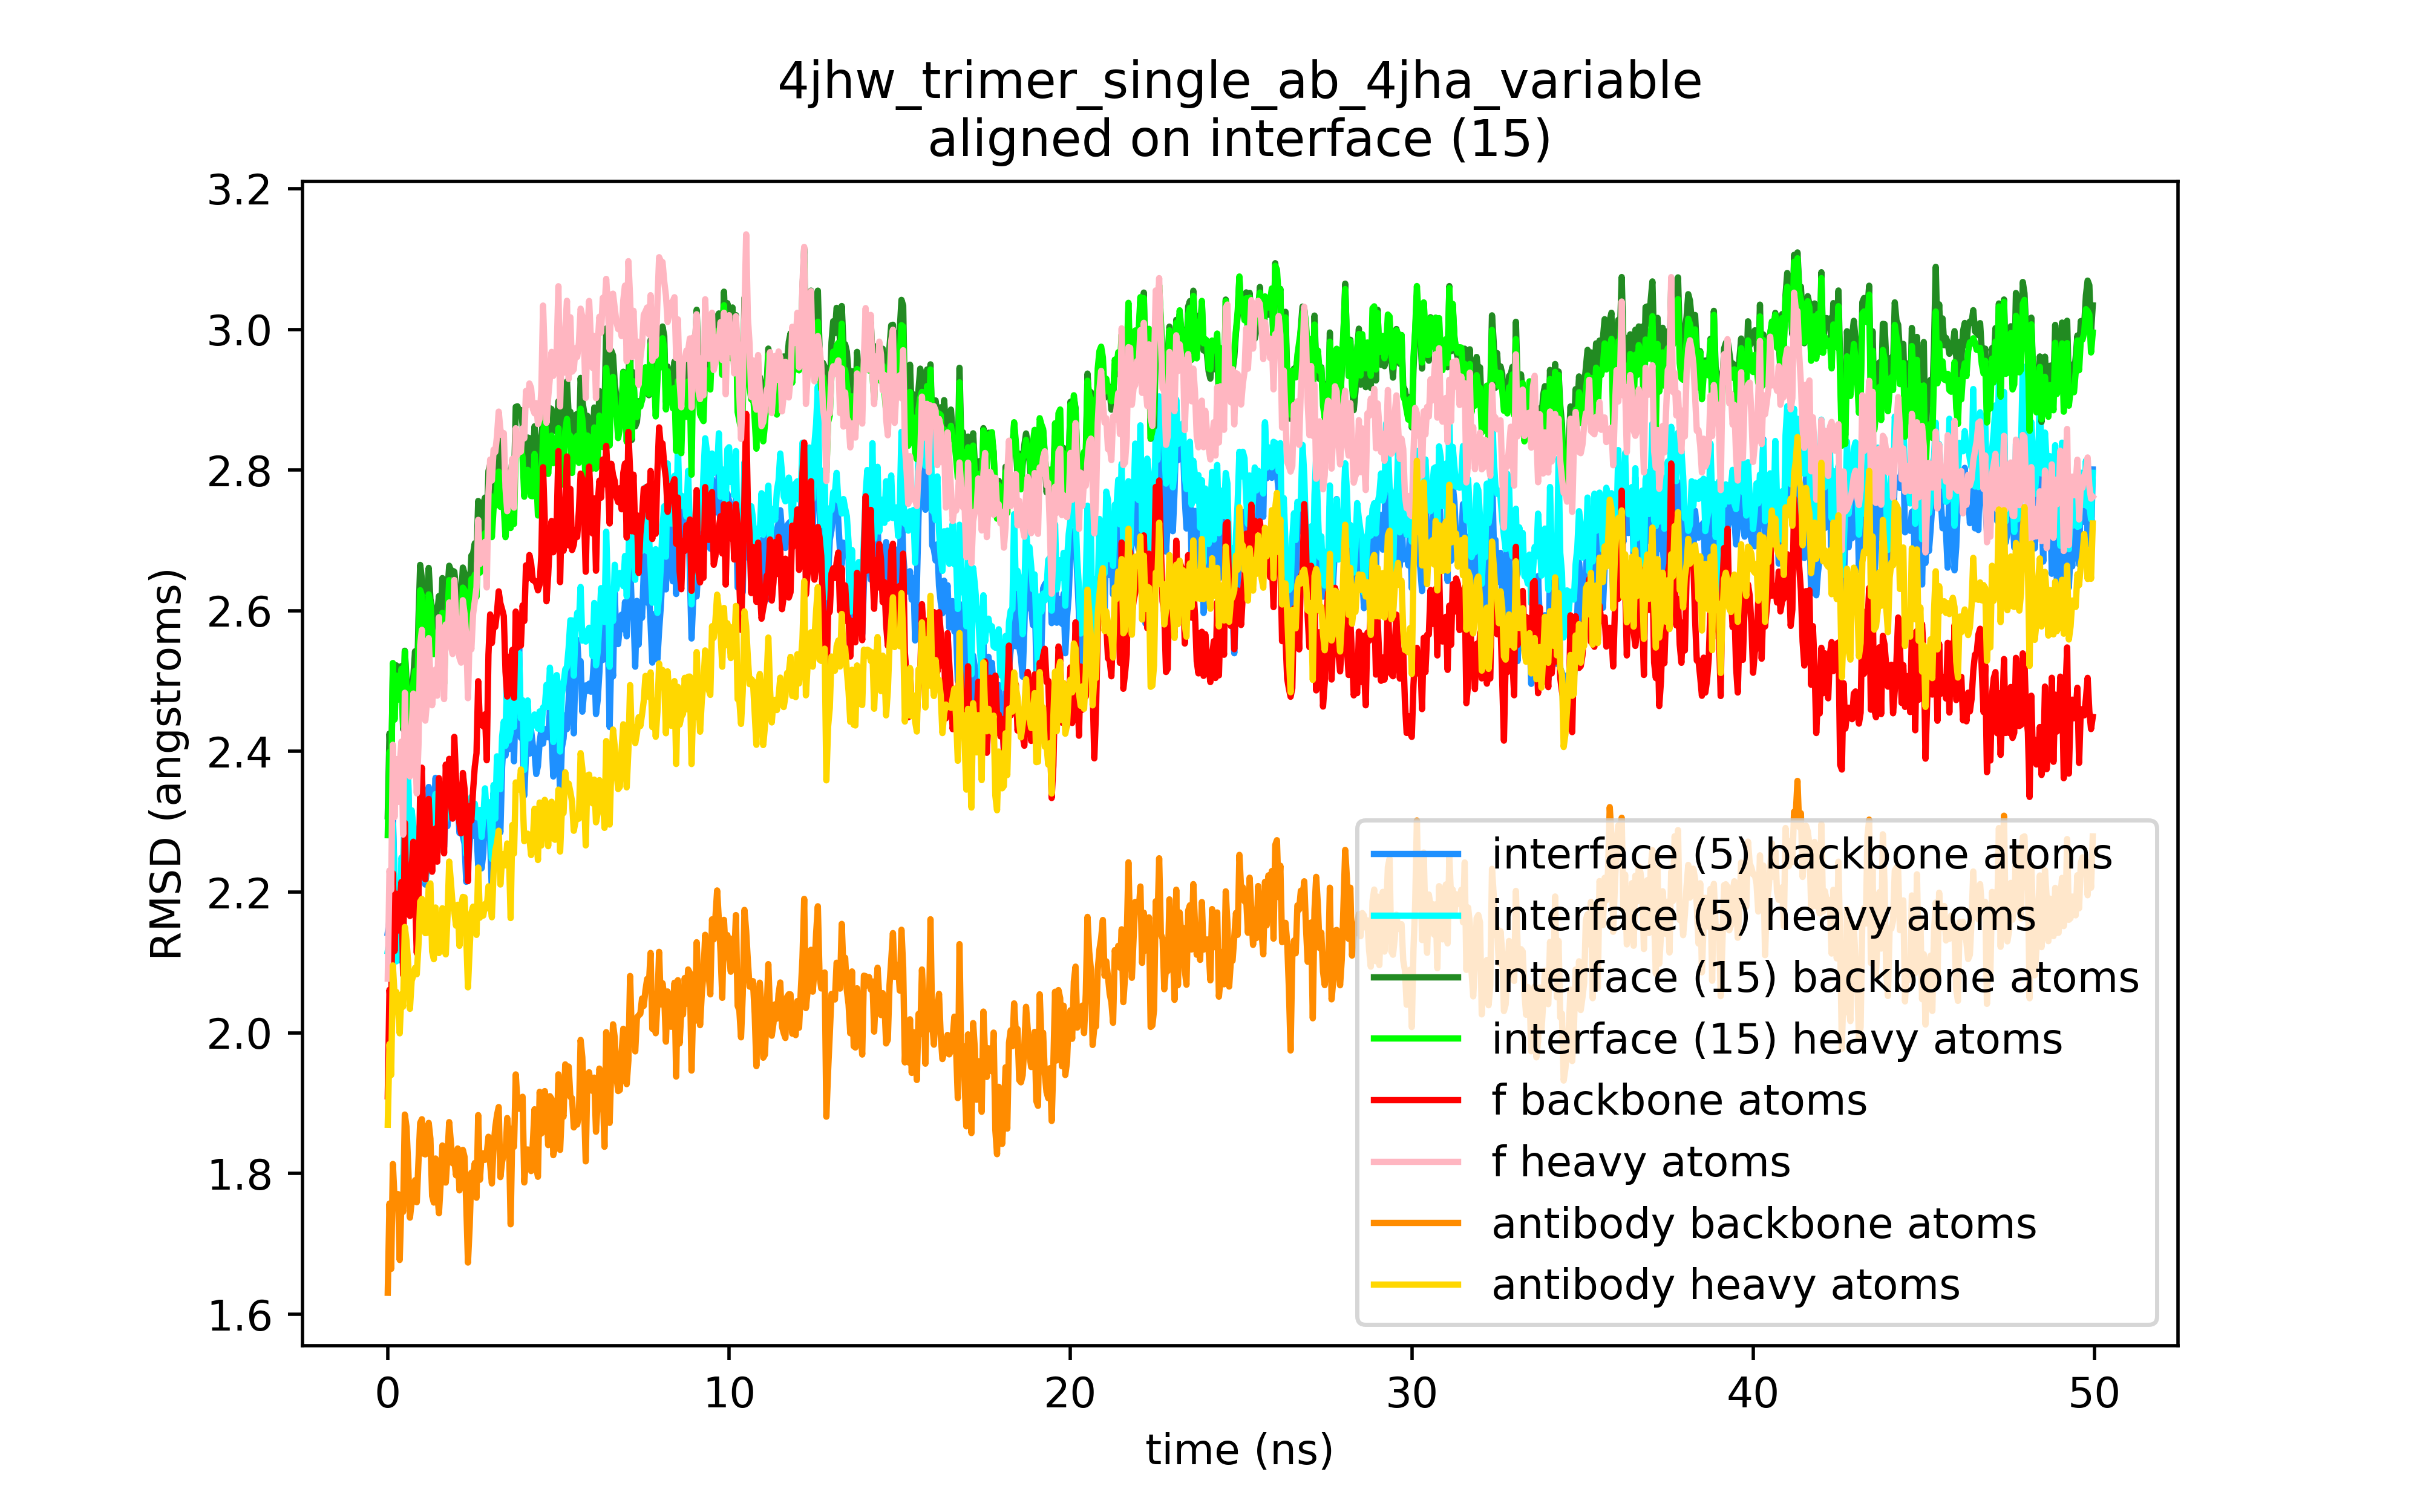 4jhw_trimer_single_ab_4jha_variable
aligned on interface (15)
RMSD (angstroms)
3.2
3.0
2.8
2.6
2.4
2.2
2.0
1.8
1.6
interface (5) backbone atoms
interface (5) heavy atoms
interface (15) backbone atoms
interface (15) heavy atoms
f backbone atoms
f heavy atoms
antibody backbone atoms
antibody heavy atoms
0 10 20 30 40 50
time (ns)